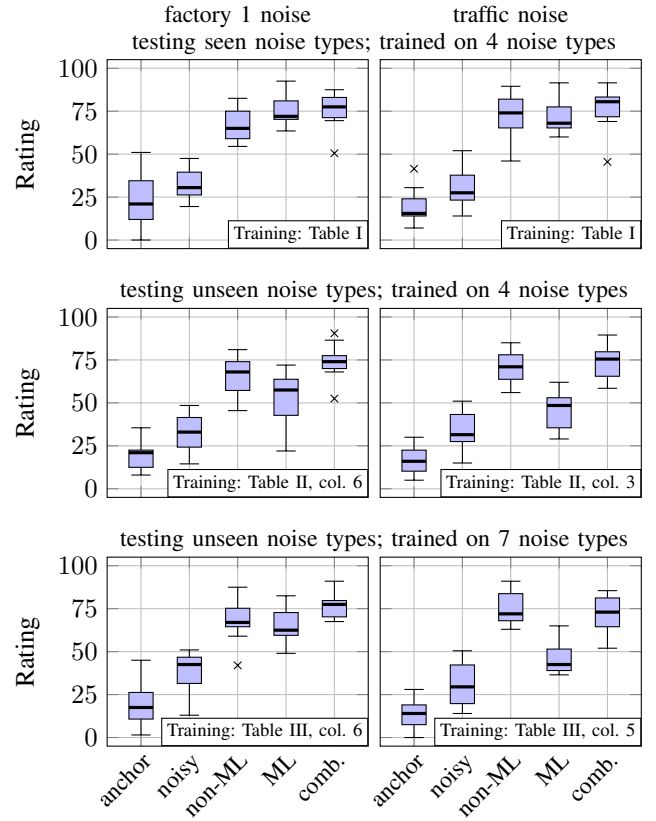 factory 1 noise traffic noise
testing seen noise types; trained on 4 noise types
100
75
50
25
0
Rating
Training: Table I
Training: Table I
testing unseen noise types; trained on 4 noise types
100
75
50
25
0
Rating
Training: Table II, col. 6
Training: Table II, col. 3
testing unseen noise types; trained on 7 noise types
100
75
50
25
0
Rating
Training: Table III, col. 6
Training: Table III, col. 5
anchor noisy non-ML ML comb.
anchor noisy non-ML ML comb.